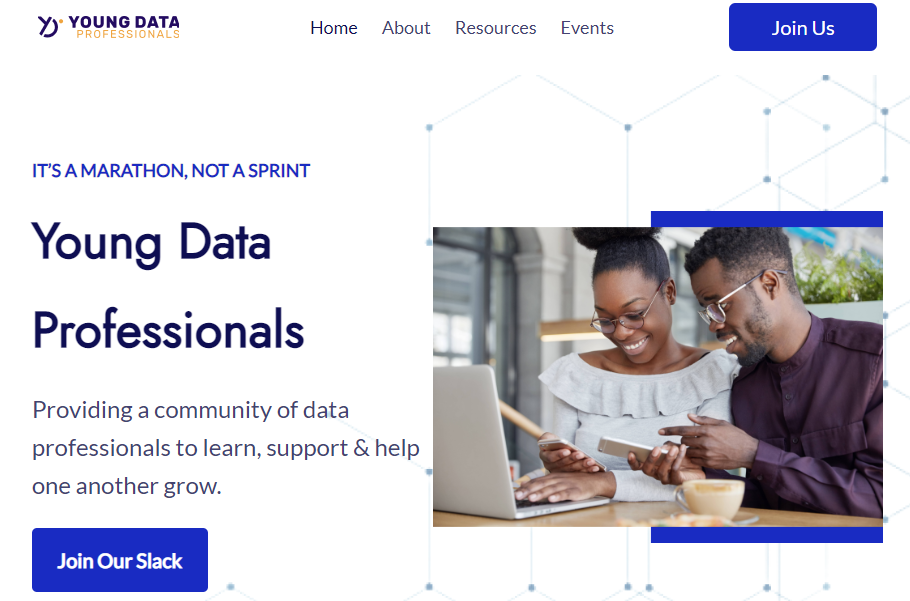 YOUNG DATA
PROFESSIONALS
Home
About
Resources
Events
Join Us
IT'S A MARATHON, NOT A SPRINT
Young Data
Professionals
Providing a community of data
professionals to learn, support & help
one another grow.
Join Our Slack